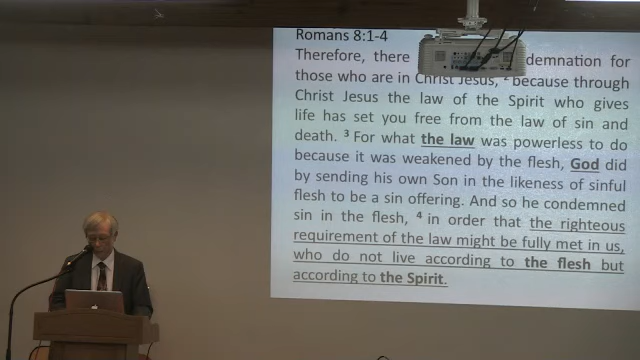 Romans 8:1-4
Therefore, there demnation for
those who are in Christ Jesus, ² because through
Christ Jesus the law of the Spirit who gives
life has set you free from the law of sin and
death. ³ For what the law was powerless to do
because it was weakened by the flesh, God did
by sending his own Son in the likeness of sinful
flesh to be a sin offering. And so he condemned
sin in the flesh, ⁴ in order that the righteous
requirement of the law might be fully met in us,
who do not live according to the flesh but
according to the Spirit.